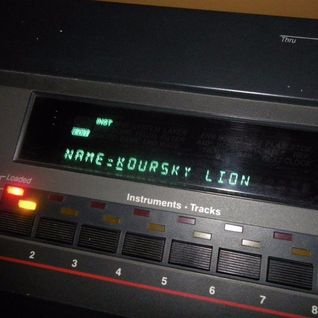 Thru
INST
NAME=KOURSKY LION
Loaded
Instruments - Tracks
2 3 4 5 6 7 8